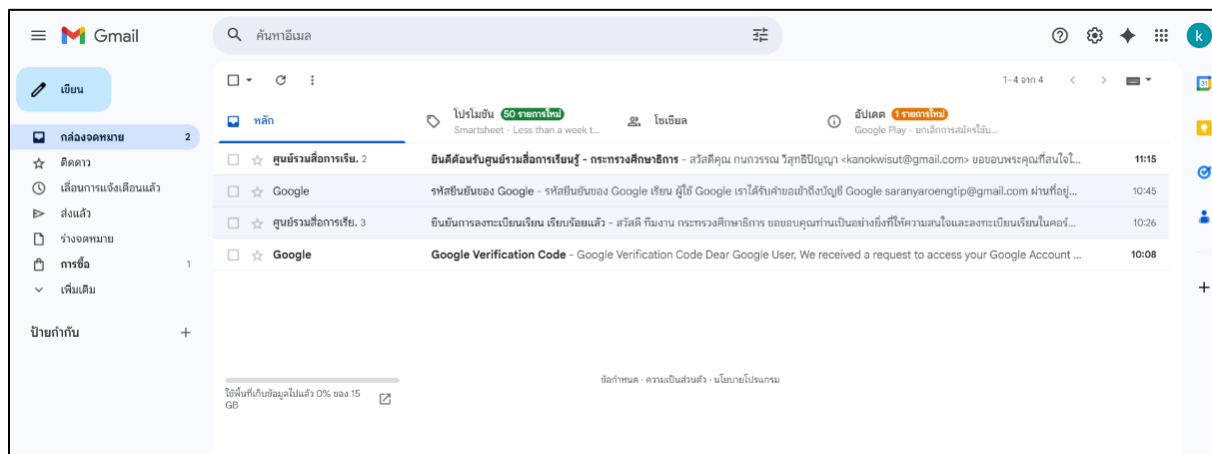 Gmail
ค้นหาอีเมล
k
เขียน
1–4 จาก 4
31
หลัก
โปรโมชัน 50 รายการใหม่
Smartsheet - Less than a week t...
โซเชียล
อัปเดต 1 รายการใหม่
Google Play - ยกเลิกการสมัครใช้บ...
กล่องจดหมาย 2
ติดดาว
เลื่อนการแจ้งเตือนแล้ว
ส่งแล้ว
ร่างจดหมาย
การซื้อ 1
เพิ่มเติม
ป้ายกำกับ
ศูนย์รวมสื่อการเรีย. 2 ยินดีต้อนรับศูนย์รวมสื่อการเรียนรู้ - กระทรวงศึกษาธิการ - สวัสดีคุณ กนกวรรณ วิสุทธิปัญญา <kanokwisut@gmail.com> ขอขอบพระคุณที่สนใจใ... 11:15
Google รหัสยืนยันของ Google - รหัสยืนยันของ Google เรียน ผู้ใช้ Google เราได้รับคำขอเข้าถึงบัญชี Google saranyaroengtip@gmail.com ผ่านที่อยู่... 10:45
ศูนย์รวมสื่อการเรีย. 3 ยืนยันการลงทะเบียนเรียน เรียบร้อยแล้ว - สวัสดี ทีมงาน กระทรวงศึกษาธิการ ขอขอบคุณท่านเป็นอย่างยิ่งที่ให้ความสนใจและลงทะเบียนเรียนในคอร์... 10:26
Google Google Verification Code - Google Verification Code Dear Google User, We received a request to access your Google Account ... 10:08
ใช้พื้นที่เก็บข้อมูลไปแล้ว 0% ของ 15
GB
ข้อกำหนด · ความเป็นส่วนตัว · นโยบายโปรแกรม